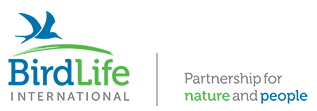 BirdLife
INTERNATIONAL
Partnership for
nature and people